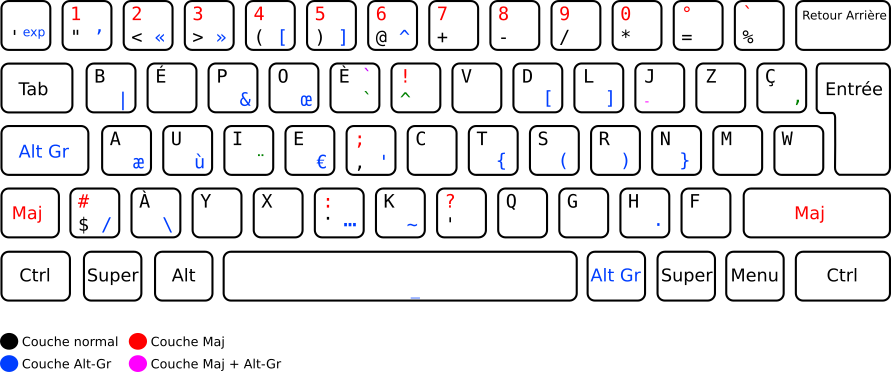 1 2 3 4 5 6 7 8 9 0 ° ` Retour Arrière
' exp " ’ < « > » ( [ ) ] @ ^ + - / * = %
Tab B É P O È ` ! V D L J Z Ç Entrée
| & œ ` ^ [ ] - ,
Alt Gr A U I E ; C T S R N M W
æ ù ¨ € , ' { ( ) }
Maj # À Y X : K ? Q G H F Maj
$ / \ . … ~ ' .
Ctrl Super Alt _ Alt Gr Super Menu Ctrl
Couche normal Couche Maj
Couche Alt-Gr Couche Maj + Alt-Gr